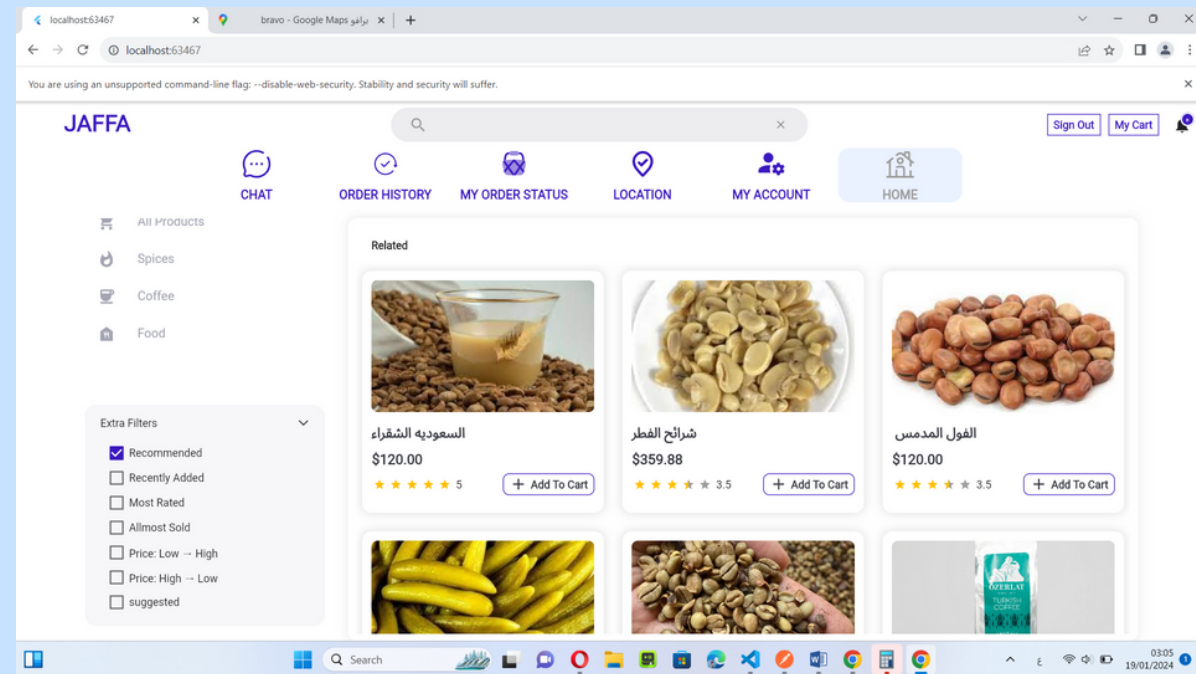 localhost:63467
bravo - Google Maps برافو
localhost:63467
You are using an unsupported command-line flag: --disable-web-security. Stability and security will suffer.
JAFFA
Sign Out
My Cart
CHAT
ORDER HISTORY
MY ORDER STATUS
LOCATION
MY ACCOUNT
HOME
All Products
Spices
Coffee
Food
Extra Filters
Recommended
Recently Added
Most Rated
Allmost Sold
Price: Low → High
Price: High → Low
suggested
Related
السعوديه الشقراء
$120.00
5
+ Add To Cart
شرائح الفطر
$359.88
3.5
+ Add To Cart
الفول المدمس
$120.00
3.5
+ Add To Cart
OZERLAT
TURKISH
COFFEE
Search
ع
03:05
19/01/2024